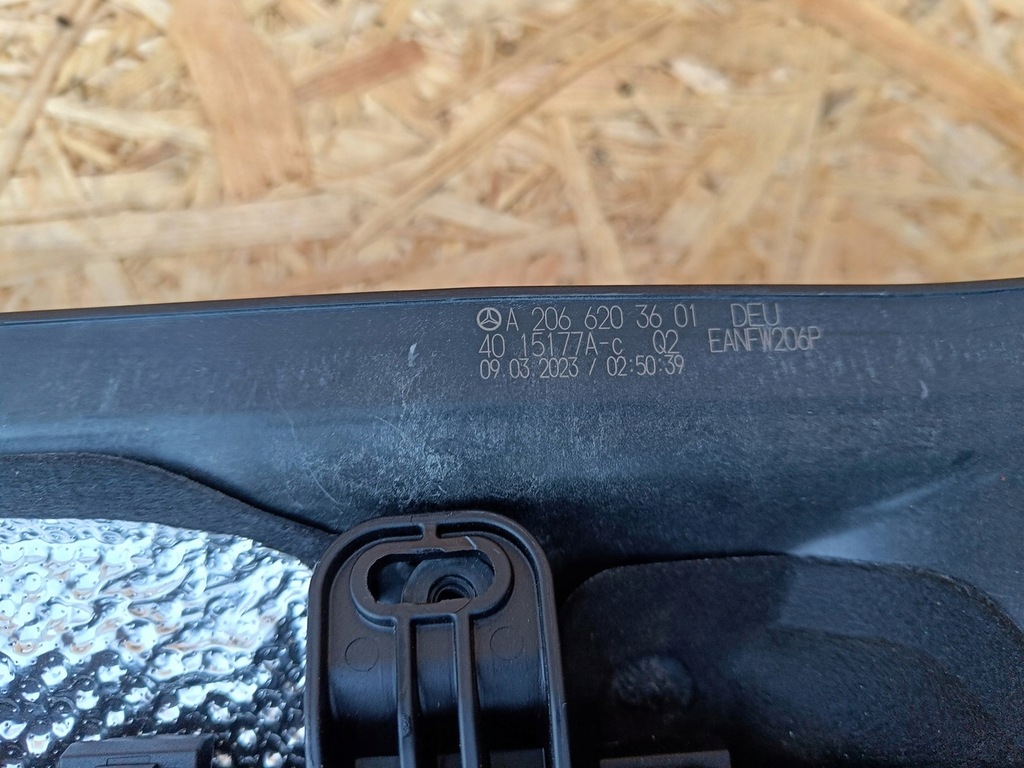 A 206 620 36 01 DEU
40 15177A-c Q2 EANFW206P
09.03.2023 / 02:50:39